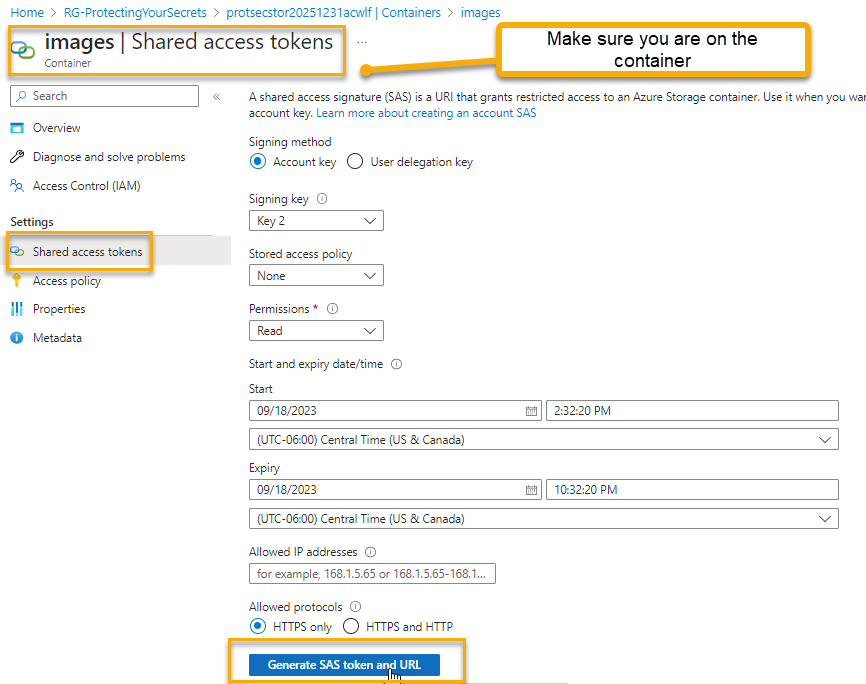 Home > RG-ProtectingYourSecrets > protsecstor20251231acwlf | Containers > images
images | Shared access tokens ...
Container
Make sure you are on the
container
Search «
Overview
Diagnose and solve problems
Access Control (IAM)
Settings
Shared access tokens
Access policy
Properties
Metadata
A shared access signature (SAS) is a URI that grants restricted access to an Azure Storage container. Use it when you wan
account key. Learn more about creating an account SAS
Signing method
Account key User delegation key
Signing key
Key 2
Stored access policy
None
Permissions *
Read
Start and expiry date/time
Start
09/18/2023 2:32:20 PM
(UTC-06:00) Central Time (US & Canada)
Expiry
09/18/2023 10:32:20 PM
(UTC-06:00) Central Time (US & Canada)
Allowed IP addresses
for example, 168.1.5.65 or 168.1.5.65-168.1...
Allowed protocols
HTTPS only HTTPS and HTTP
Generate SAS token and URL